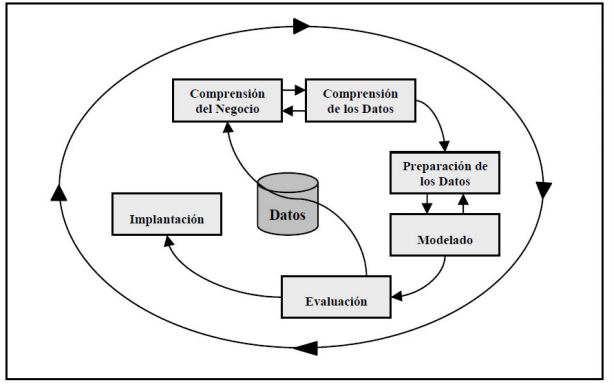 Comprensión
del Negocio
Comprensión
de los Datos
Preparación de
los Datos
Modelado
Evaluación
Implantación
Datos